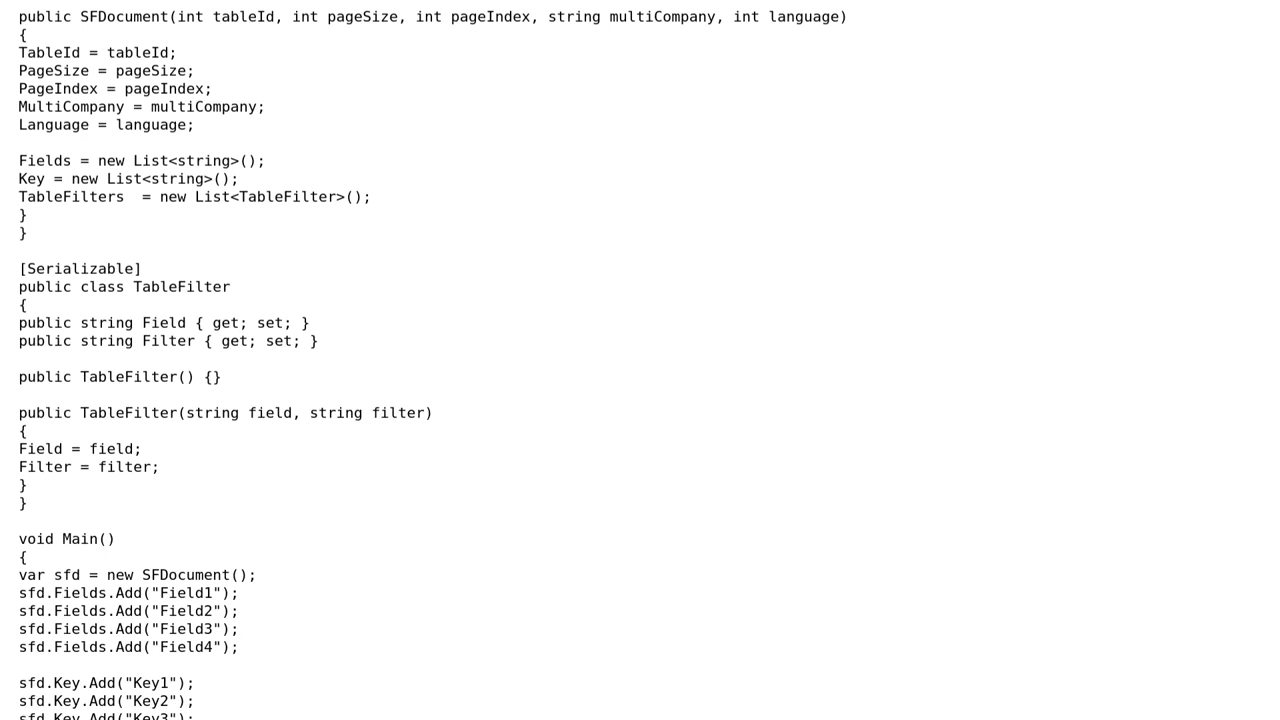 public SFDocument(int tableId, int pageSize, int pageIndex, string multiCompany, int language)
{
TableId = tableId;
PageSize = pageSize;
PageIndex = pageIndex;
MultiCompany = multiCompany;
Language = language;

Fields = new List<string>();
Key = new List<string>();
TableFilters  = new List<TableFilter>();
}
}

[Serializable]
public class TableFilter
{
public string Field { get; set; }
public string Filter { get; set; }

public TableFilter() {}

public TableFilter(string field, string filter)
{
Field = field;
Filter = filter;
}
}

void Main()
{
var sfd = new SFDocument();
sfd.Fields.Add("Field1");
sfd.Fields.Add("Field2");
sfd.Fields.Add("Field3");
sfd.Fields.Add("Field4");

sfd.Key.Add("Key1");
sfd.Key.Add("Key2");
sfd.Key.Add("Key3");